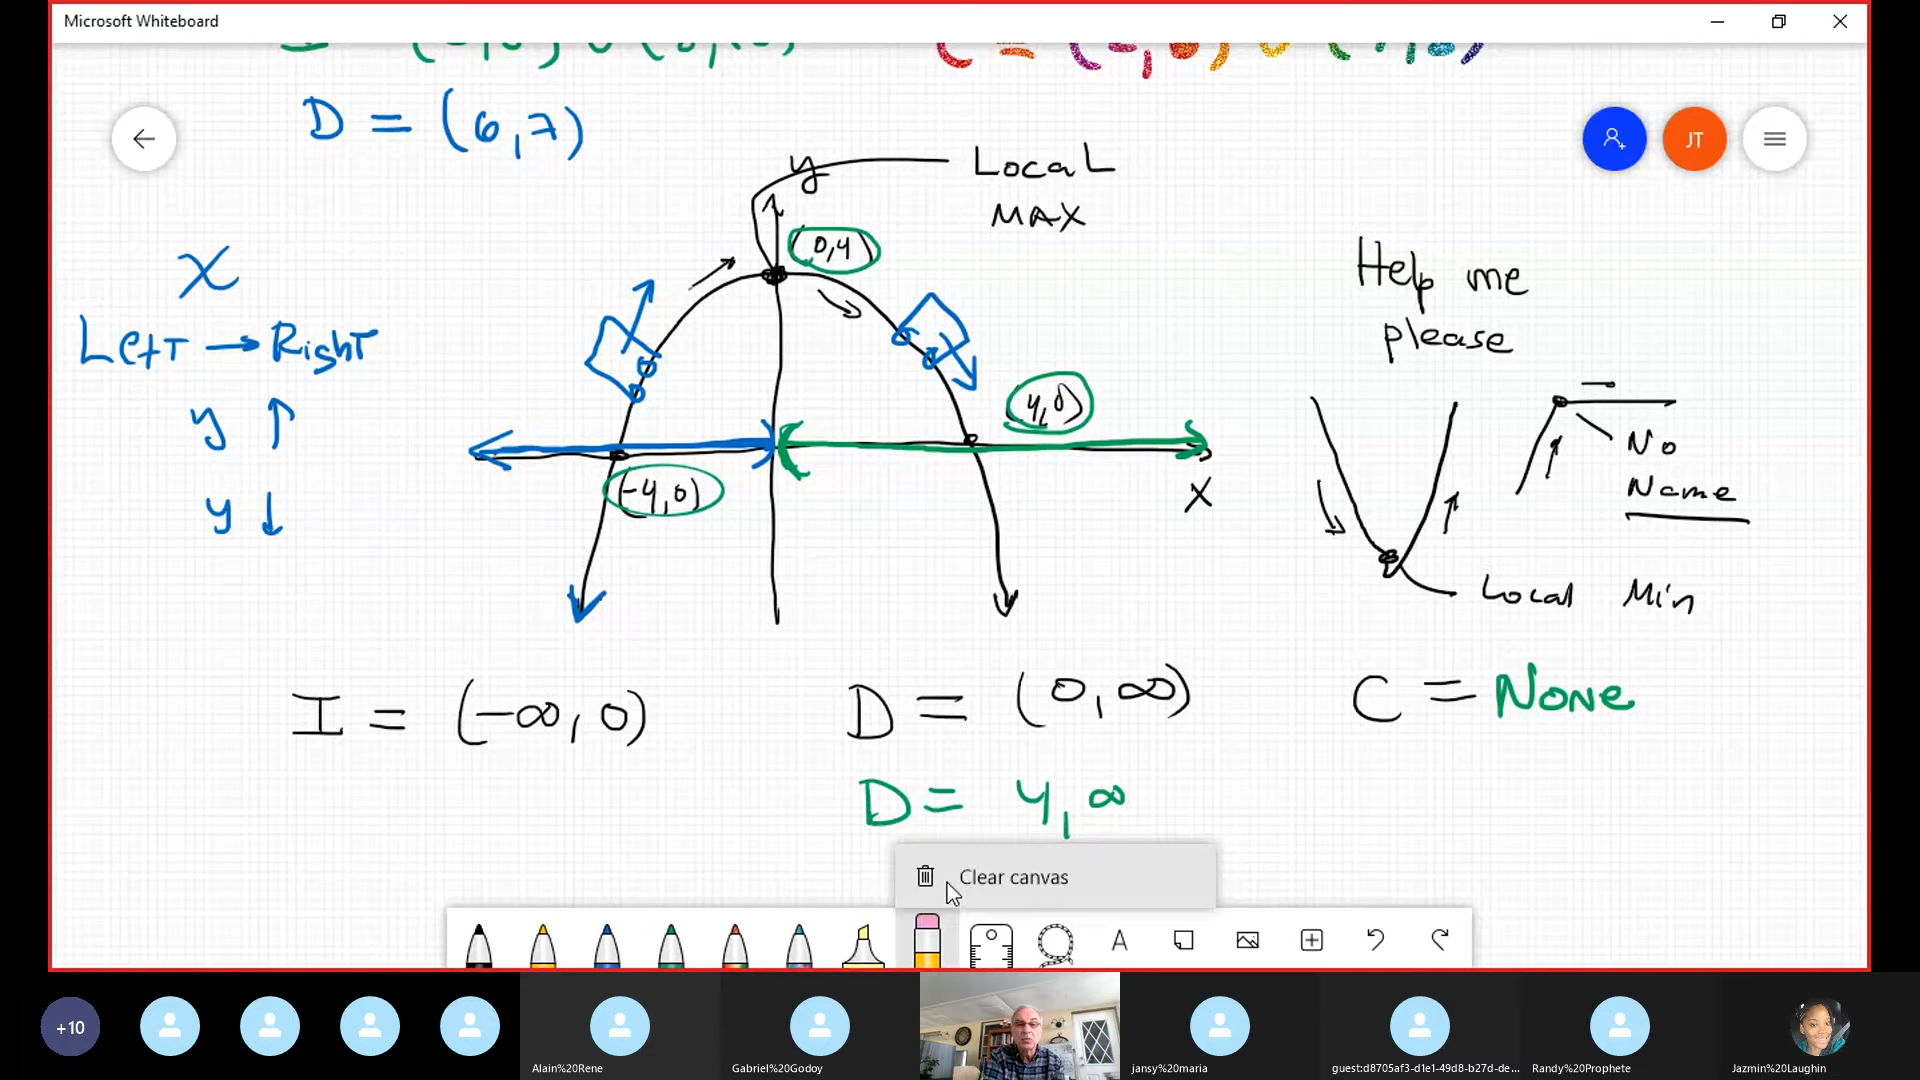 Microsoft Whiteboard
D = (6,7)
y
Local
MAX
(0,4)
JT
x
Left → Right
y ↑
y ↓
Help me
please
(4,0)
(-4,0)
X
No
Name
Local Min
I = (-∞, 0)
D = (0, ∞)
C = None
D = 4, ∞
Clear canvas
A
+10
Alain%20Rene
Gabriel%20Godoy
jansy%20maria
guest:d8705af3-d1e1-49d8-b27d-de...
Randy%20Prophete
Jazmin%20Laughin